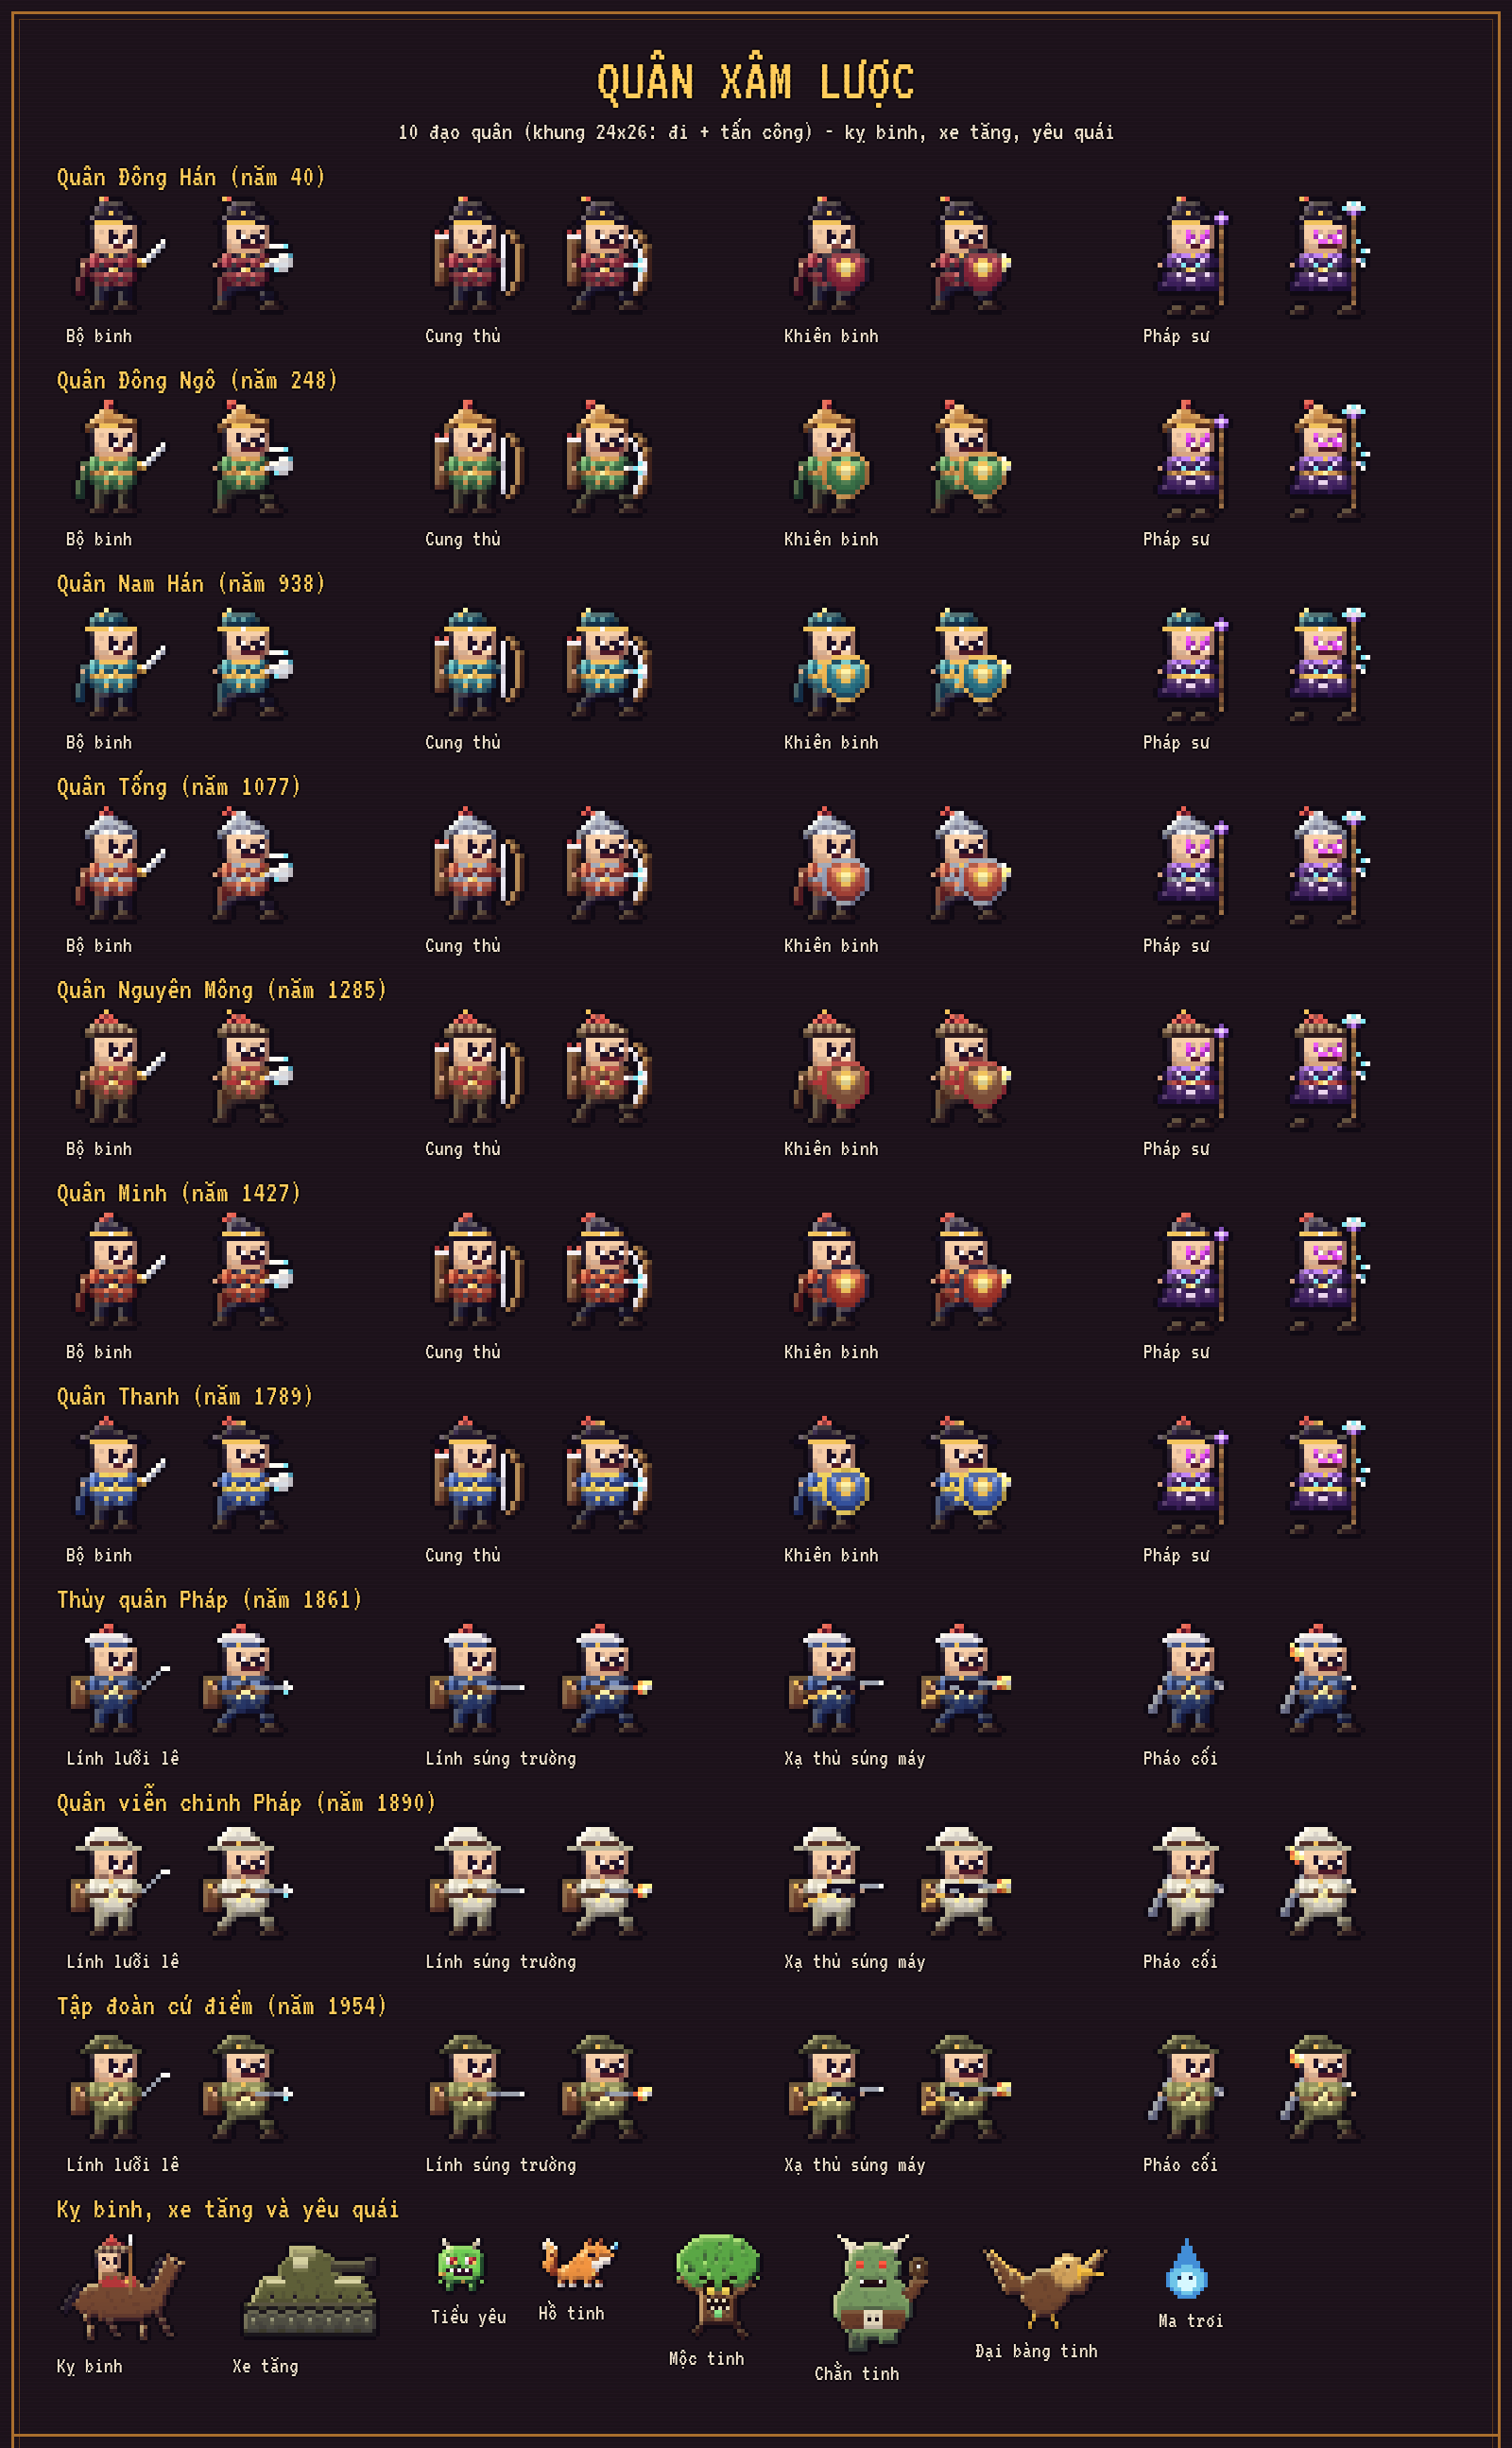 QUÂN XÂM LƯỢC
10 đạo quân (khung 24x26: đi + tấn công) - kỵ binh, xe tăng, yêu quái
Quân Đông Hán (năm 40)
Bộ binh Cung thủ Khiên binh Pháp sư
Quân Đông Ngô (năm 248)
Bộ binh Cung thủ Khiên binh Pháp sư
Quân Nam Hán (năm 938)
Bộ binh Cung thủ Khiên binh Pháp sư
Quân Tống (năm 1077)
Bộ binh Cung thủ Khiên binh Pháp sư
Quân Nguyên Mông (năm 1285)
Bộ binh Cung thủ Khiên binh Pháp sư
Quân Minh (năm 1427)
Bộ binh Cung thủ Khiên binh Pháp sư
Quân Thanh (năm 1789)
Bộ binh Cung thủ Khiên binh Pháp sư
Thủy quân Pháp (năm 1861)
Lính lưỡi lê Lính súng trường Xạ thủ súng máy Pháo cối
Quân viễn chinh Pháp (năm 1890)
Lính lưỡi lê Lính súng trường Xạ thủ súng máy Pháo cối
Tập đoàn cứ điểm (năm 1954)
Lính lưỡi lê Lính súng trường Xạ thủ súng máy Pháo cối
Kỵ binh, xe tăng và yêu quái
Kỵ binh Xe tăng Tiểu yêu Hồ tinh Mộc tinh Chằn tinh Đại bàng tinh Ma trơi